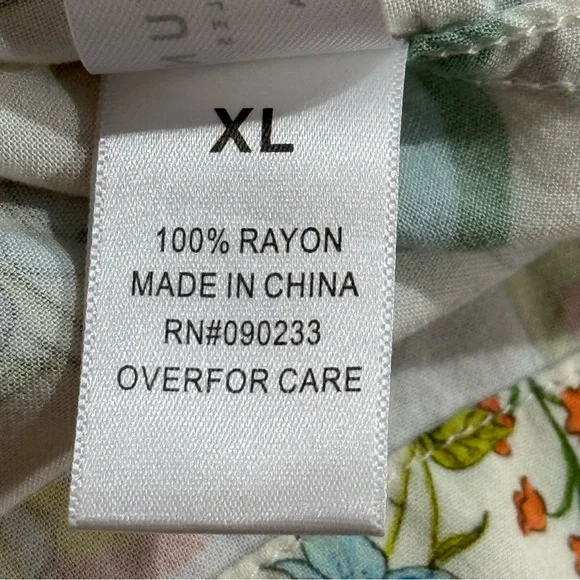 XL
100% RAYON
MADE IN CHINA
RN#090233
OVERFOR CARE